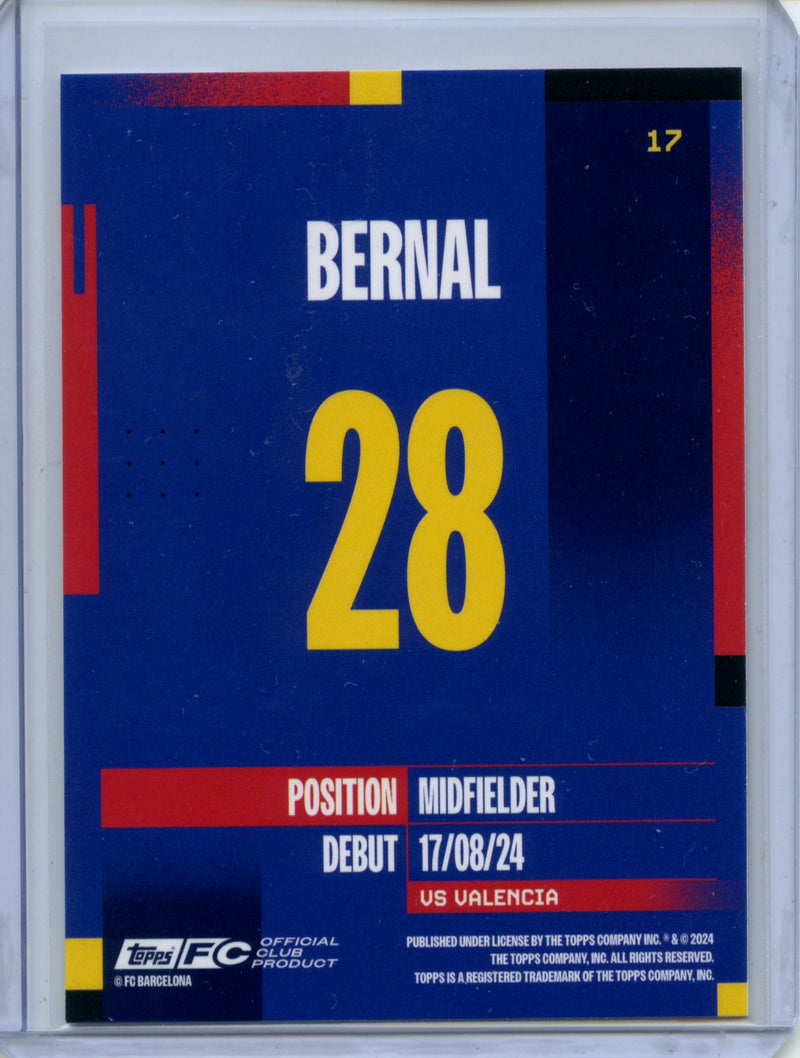 17
BERNAL
28
POSITION MIDFIELDER
DEBUT 17/08/24
VS VALENCIA
topps FC OFFICIAL CLUB PRODUCT
© FC BARCELONA
PUBLISHED UNDER LICENSE BY THE TOPPS COMPANY INC. ® & © 2024
THE TOPPS COMPANY, INC. ALL RIGHTS RESERVED.
TOPPS IS A REGISTERED TRADEMARK OF THE TOPPS COMPANY, INC.